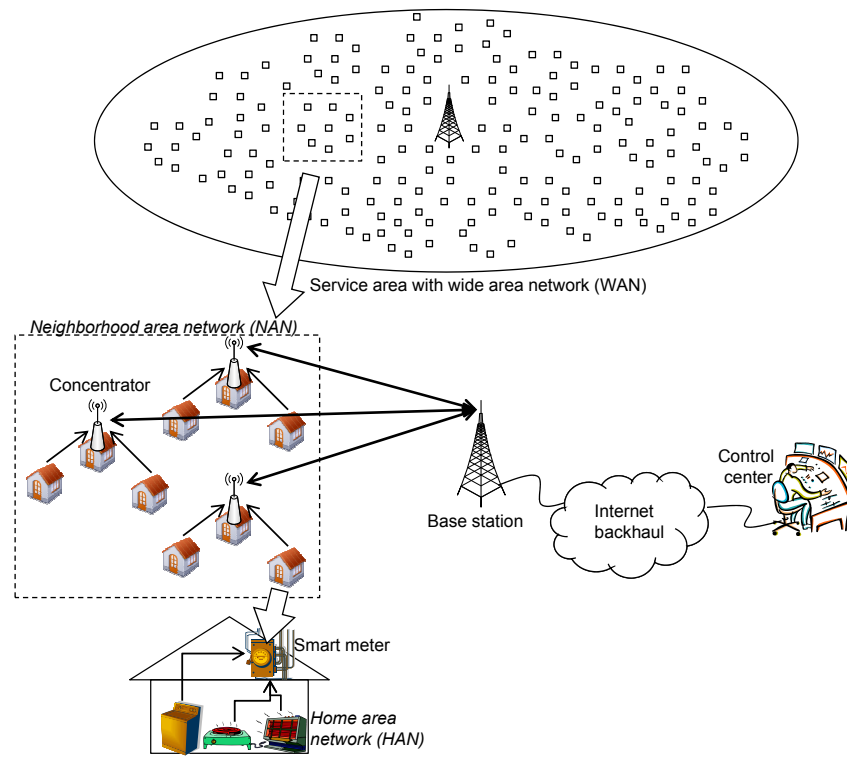 Service area with wide area network (WAN)
Neighborhood area network (NAN)
Concentrator
Control
center
Internet
backhaul
Base station
Smart meter
Home area
network (HAN)